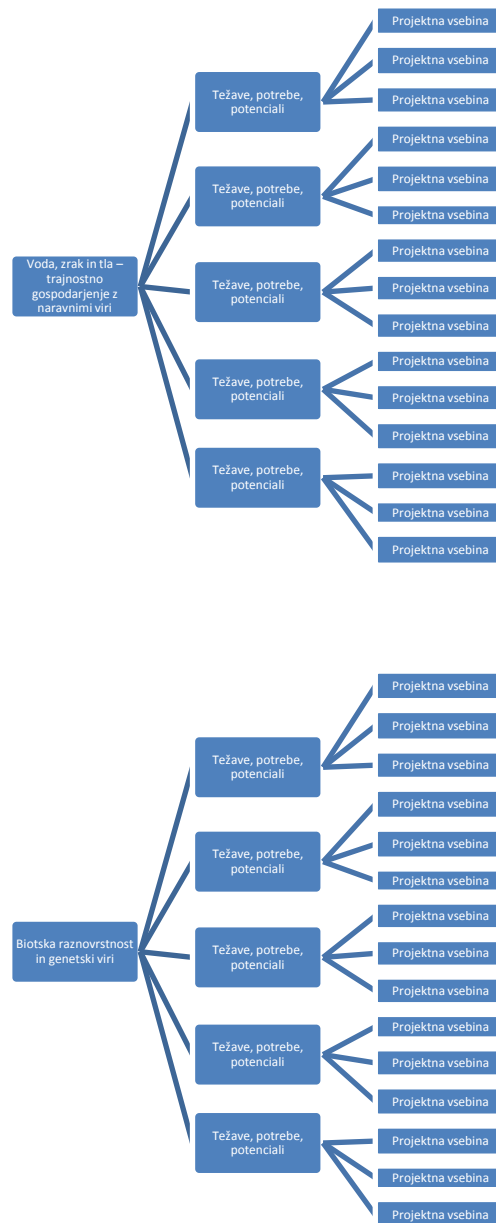 Voda, zrak in tla –
trajnostno
gospodarjenje z
naravnimi viri
Težave, potrebe,
potenciali
Projektna vsebina
Projektna vsebina
Projektna vsebina
Težave, potrebe,
potenciali
Projektna vsebina
Projektna vsebina
Projektna vsebina
Težave, potrebe,
potenciali
Projektna vsebina
Projektna vsebina
Projektna vsebina
Težave, potrebe,
potenciali
Projektna vsebina
Projektna vsebina
Projektna vsebina
Težave, potrebe,
potenciali
Projektna vsebina
Projektna vsebina
Projektna vsebina
Biotska raznovrstnost
in genetski viri
Težave, potrebe,
potenciali
Projektna vsebina
Projektna vsebina
Projektna vsebina
Težave, potrebe,
potenciali
Projektna vsebina
Projektna vsebina
Projektna vsebina
Težave, potrebe,
potenciali
Projektna vsebina
Projektna vsebina
Projektna vsebina
Težave, potrebe,
potenciali
Projektna vsebina
Projektna vsebina
Projektna vsebina
Težave, potrebe,
potenciali
Projektna vsebina
Projektna vsebina
Projektna vsebina